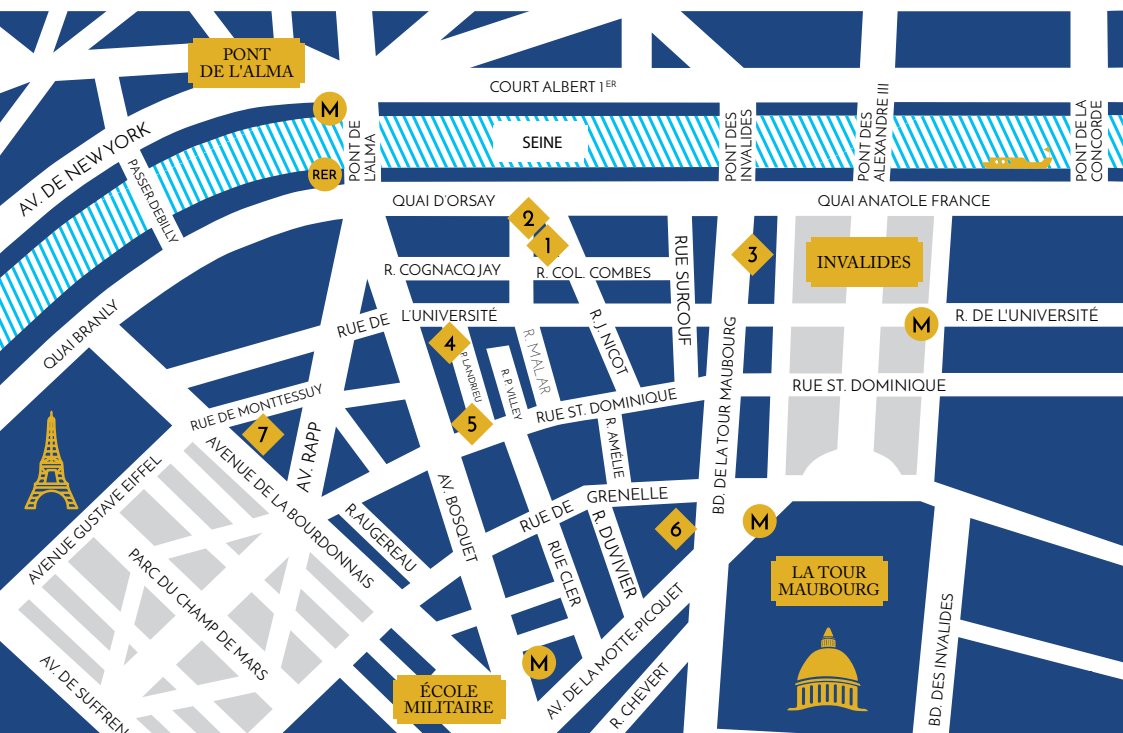 PONT
DE L'ALMA
COURT ALBERT 1ER
M
AV. DE NEW YORK
PASSER.DEBILLY
RER
PONT DE
L'ALMA
SEINE
PONT DES
INVALIDES
PONT DES
ALEXANDRE III
PONT DE LA
CONCORDE
QUAI D'ORSAY
QUAI ANATOLE FRANCE
2
1
3
INVALIDES
R. COGNACQ JAY
R. COL. COMBES
RUE SURCOUF
QUAI BRANLY
RUE DE
L'UNIVERSITÉ
R. DE L'UNIVERSITÉ
M
4
P LANDRIEU
R. P. VILLEY
R. MALAR
R.J. NICOT
BD. DE LA TOUR MAUBOURG
RUE ST. DOMINIQUE
RUE DE MONTTESSUY
RUE ST. DOMINIQUE
7
5
R. AMÉLIE
AV. RAPP
AVENUE DE LA BOURDONNAIS
AVENUE GUSTAVE EIFFEL
AV. BOSQUET
R.AUGEREAU
RUE DE
GRENELLE
R. DUVIVIER
RUE CLER
6
M
PARC DU CHAMP DE MARS
LA TOUR
MAUBOURG
AV. DE SUFFREN
M
ÉCOLE
MILITAIRE
AV. DE LA MOTTE-PICQUET
R. CHEVERT
BD. DES INVALIDES